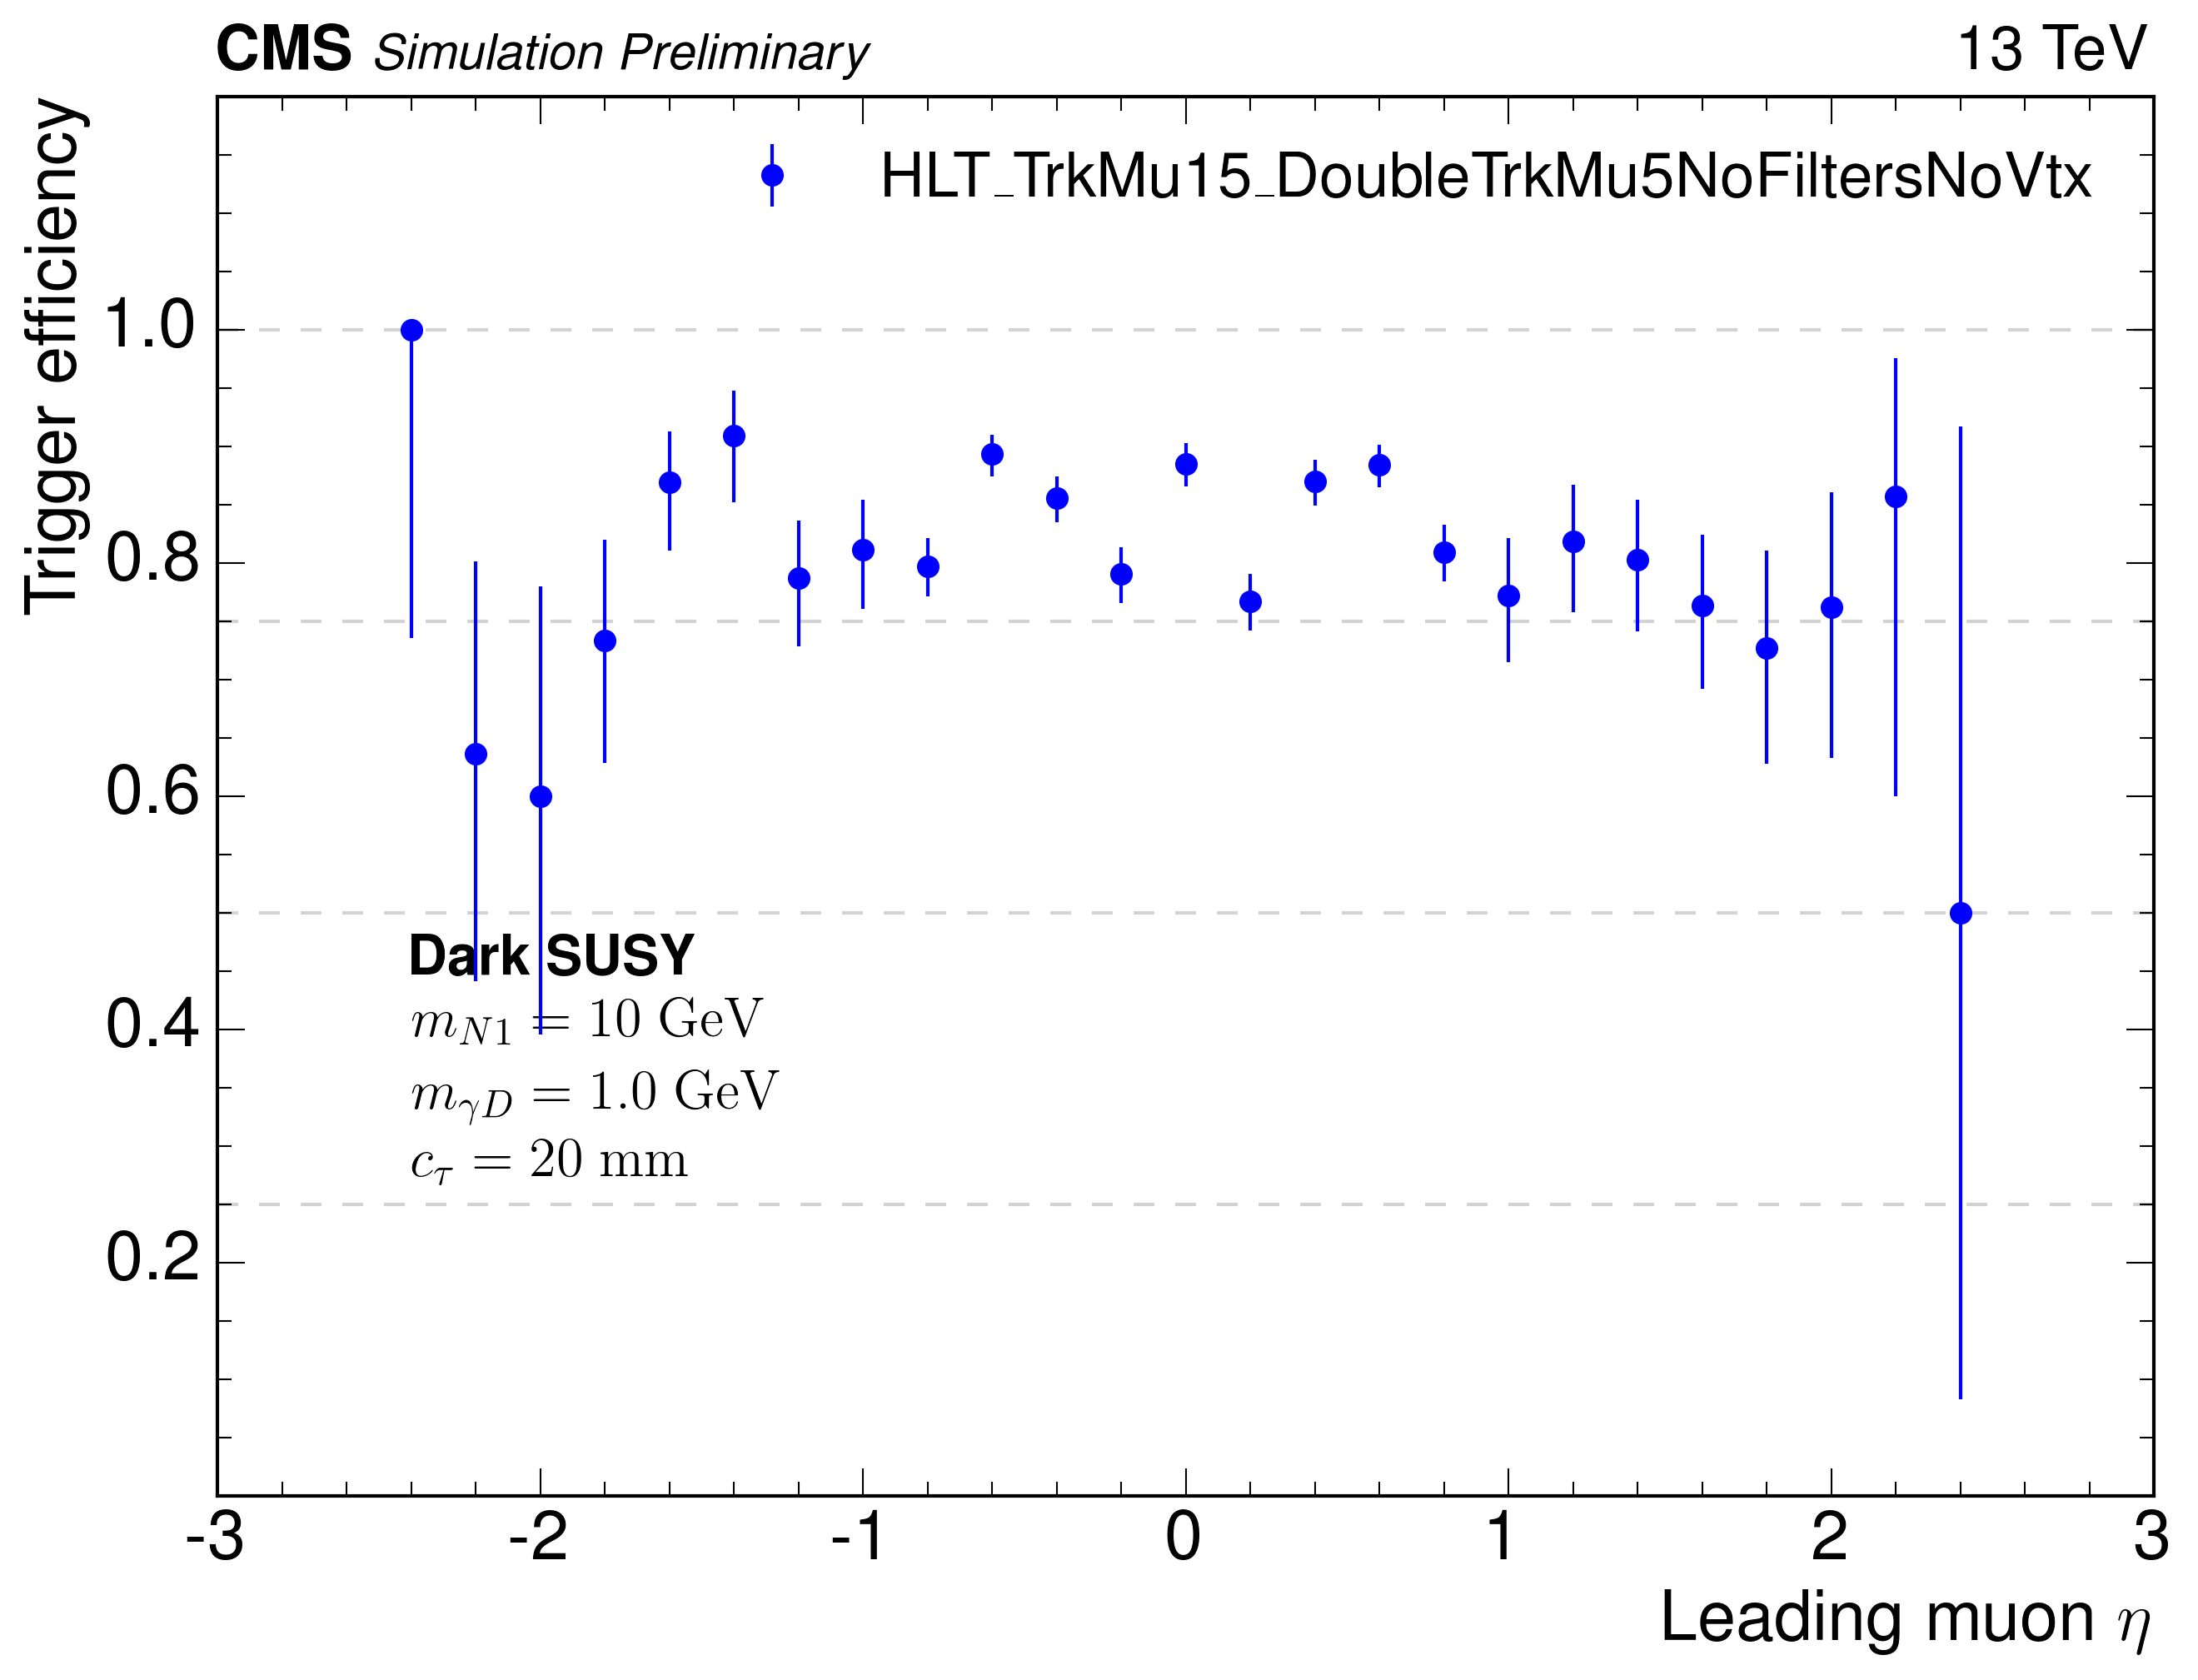 CMS Simulation Preliminary 13 TeV
Trigger efficiency
HLT_TrkMu15_DoubleTrkMu5NoFiltersNoVtx
1.0
0.8
0.6
0.4
0.2
Dark SUSY
m_{N1} = 10 GeV
m_{γD} = 1.0 GeV
c_τ = 20 mm
-3 -2 -1 0 1 2 3
Leading muon η